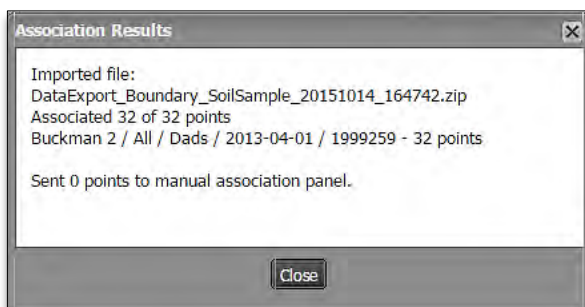 Association Results
Imported file:
DataExport_Boundary_SoilSample_20151014_164742.zip
Associated 32 of 32 points
Buckman 2 / All / Dads / 2013-04-01 / 1999259 - 32 points
Sent 0 points to manual association panel.
Close